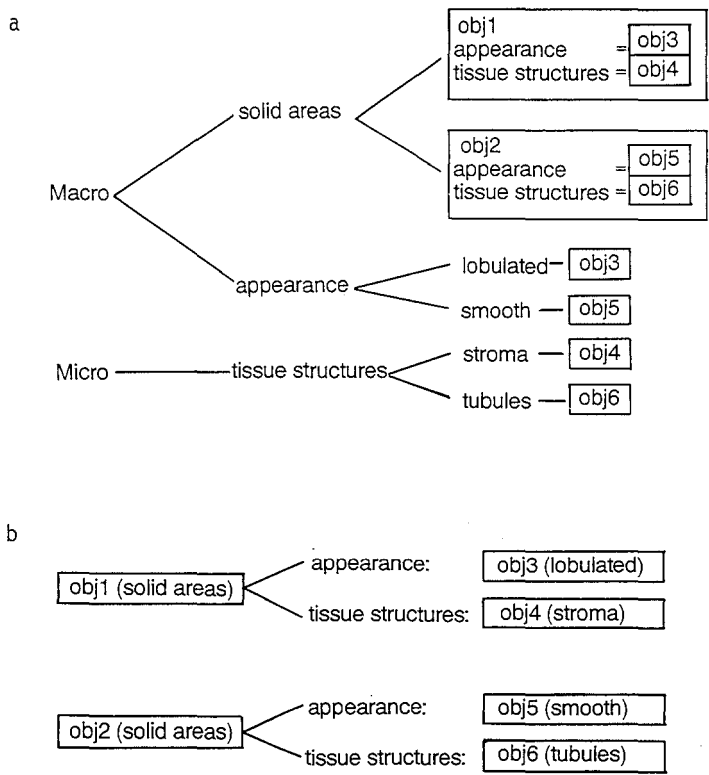 a
obj1
appearance = obj3
tissue structures = obj4
solid areas
obj2
appearance = obj5
tissue structures = obj6
Macro
lobulated obj3
appearance
smooth obj5
stroma obj4
Micro tissue structures
tubules obj6
b
appearance: obj3 (lobulated)
obj1 (solid areas)
tissue structures: obj4 (stroma)
appearance: obj5 (smooth)
obj2 (solid areas)
tissue structures: obj6 (tubules)